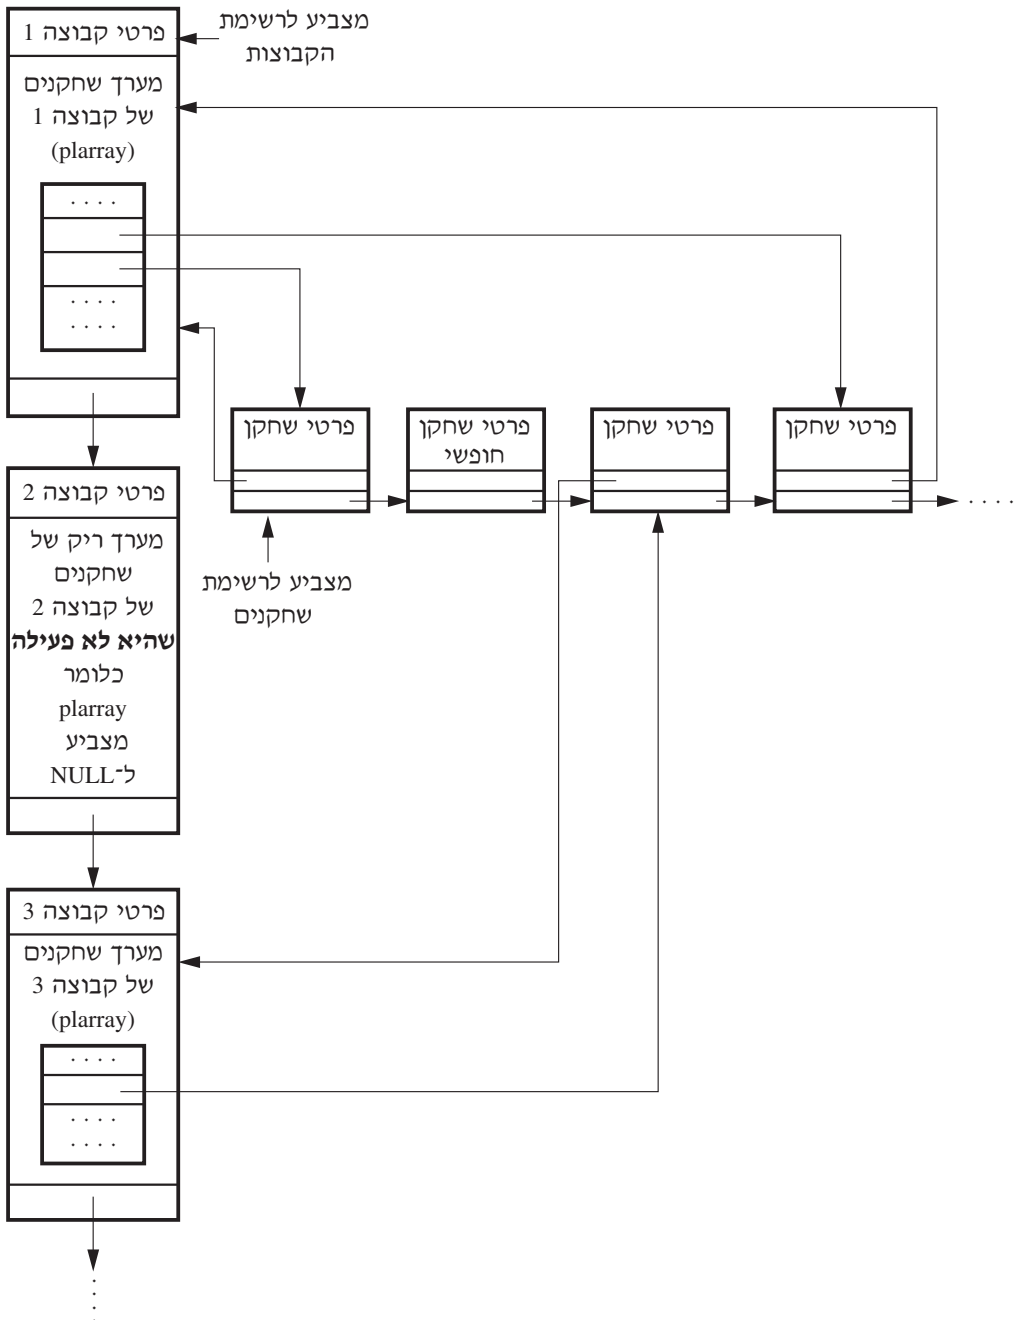 פרטי קבוצה 1
מצביע לרשימת
הקבוצות
מערך שחקנים
של קבוצה 1
(plarray)
. . . .
. . . .
. . . .
פרטי שחקן
פרטי שחקן
חופשי
פרטי שחקן
פרטי שחקן
. . . .
מצביע לרשימת
שחקנים
פרטי קבוצה 2
מערך ריק של
שחקנים
של קבוצה 2
שהיא לא פעילה
כלומר
plarray
מצביע
ל־NULL
פרטי קבוצה 3
מערך שחקנים
של קבוצה 3
(plarray)
. . . .
. . . .
. . . .